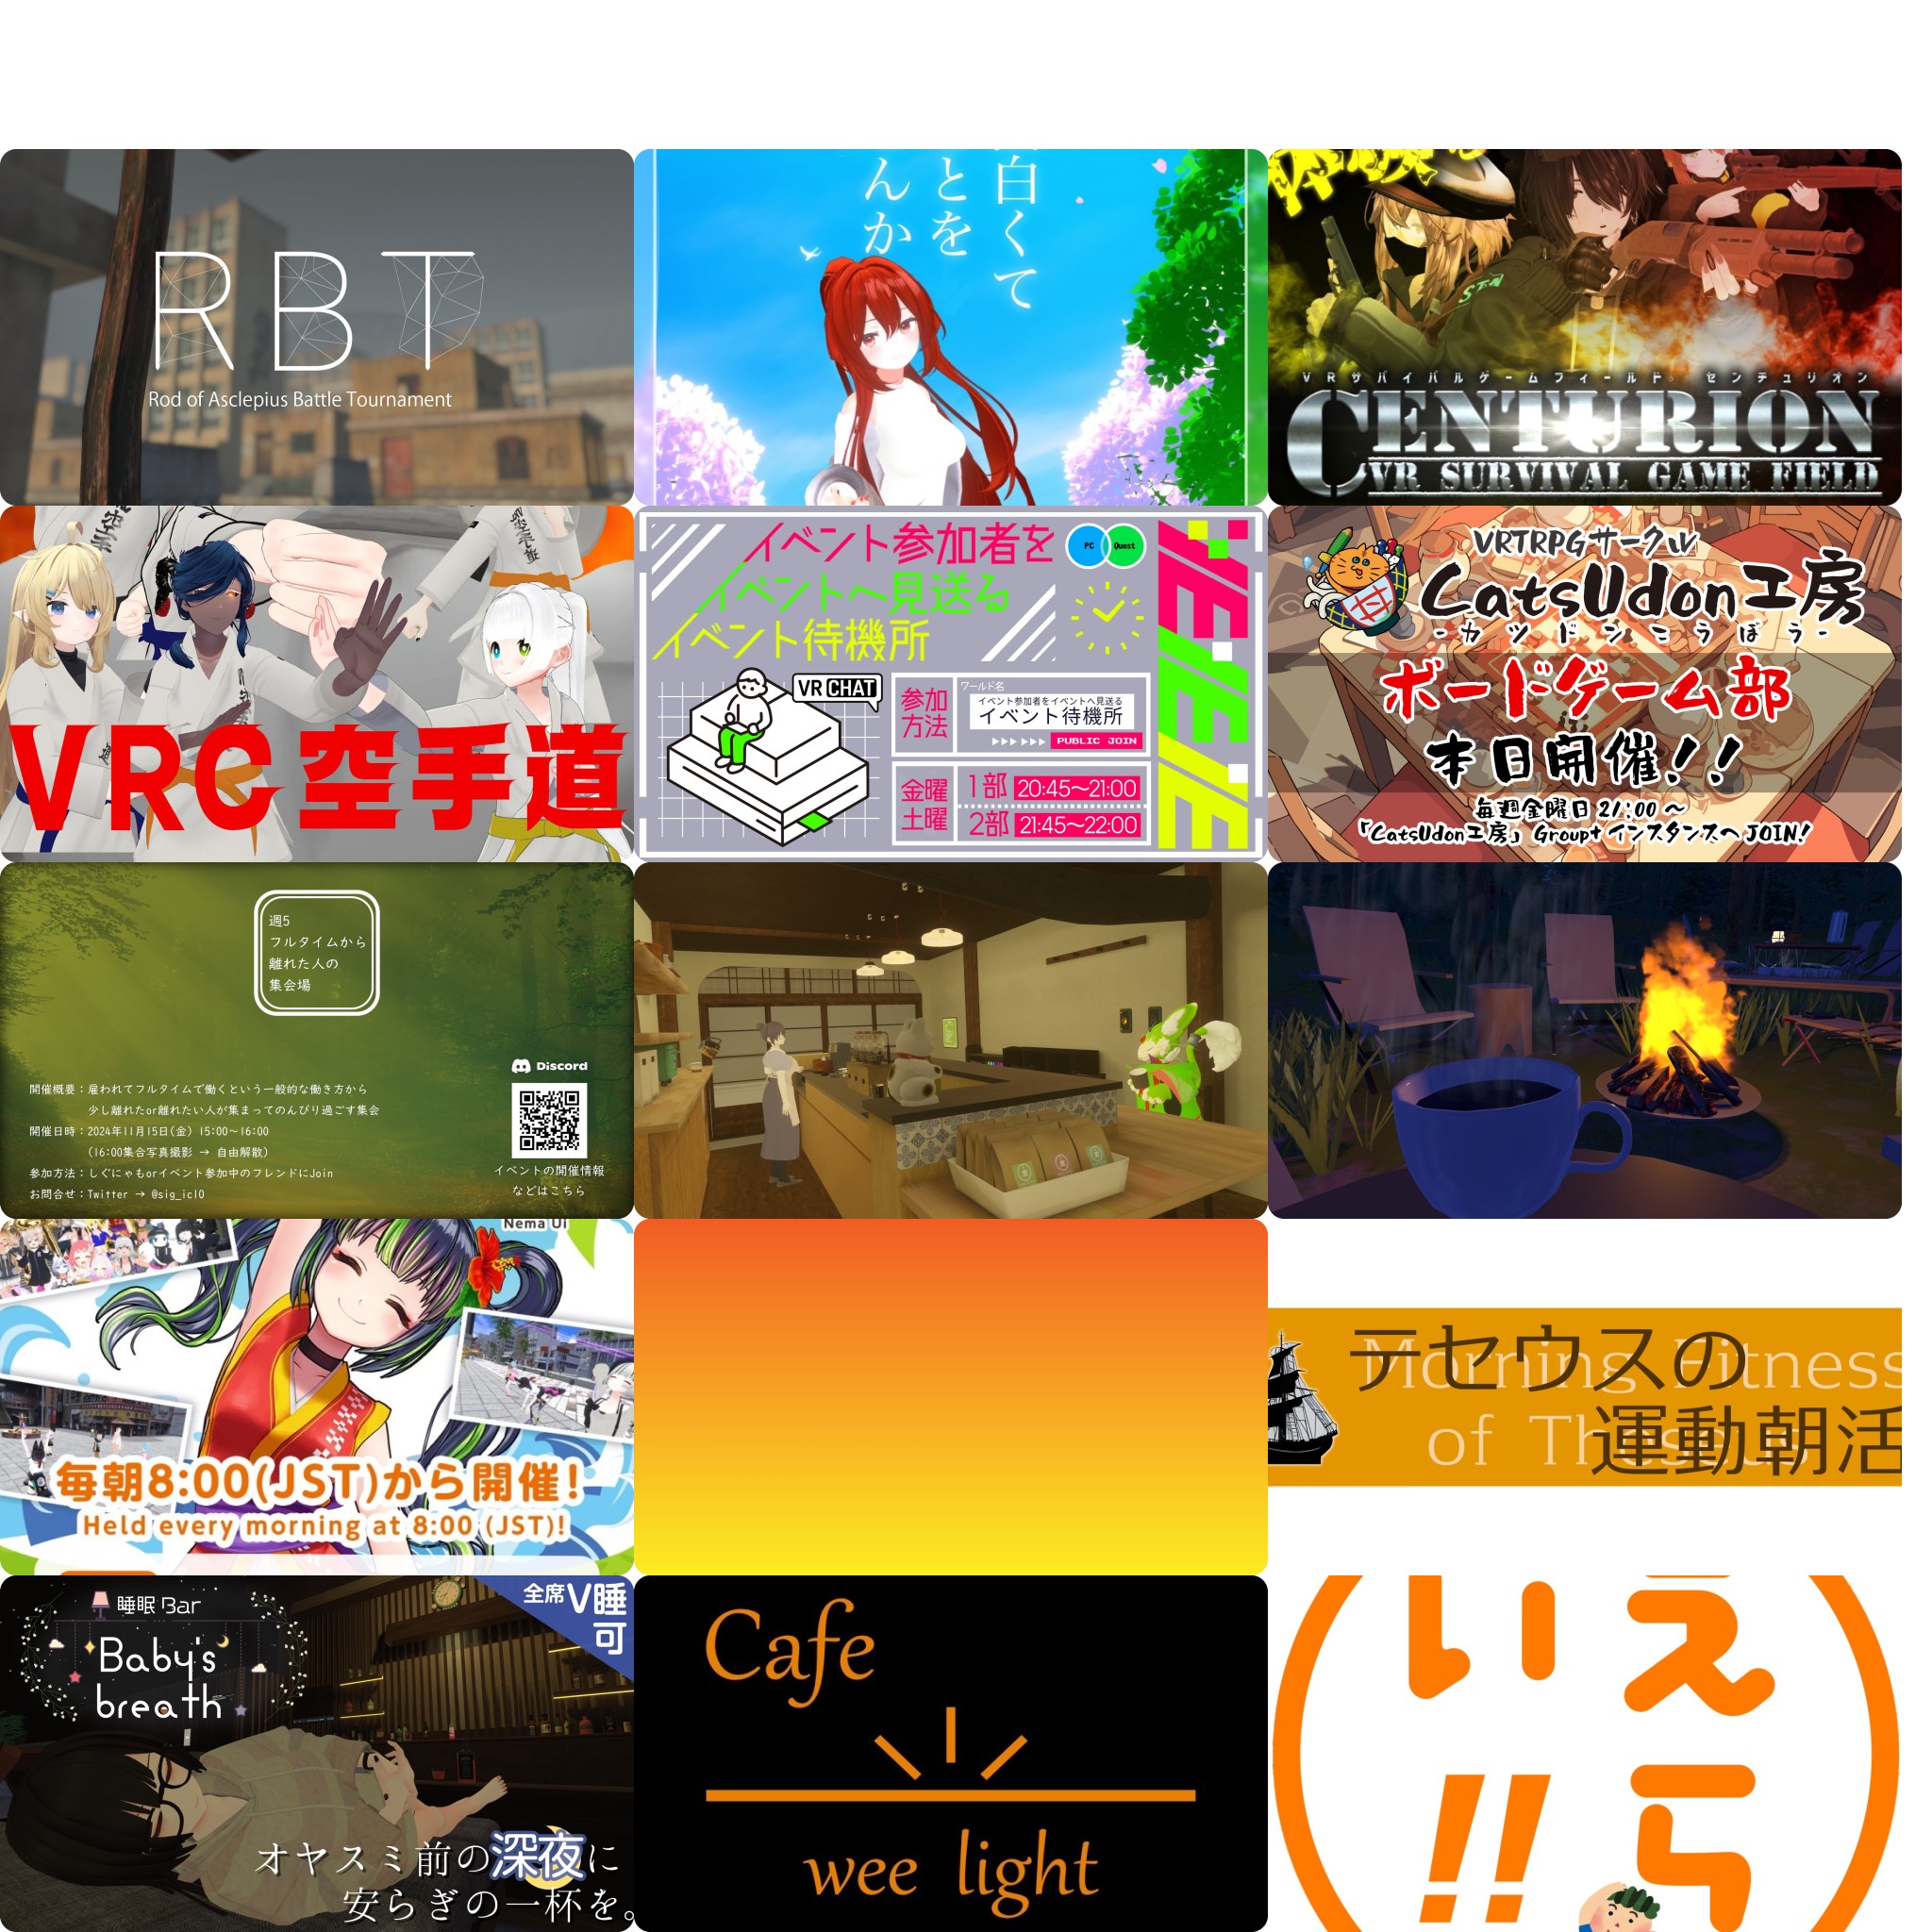 RBT
Rod of Asclepius Battle Tournament
白くて
とを
んか
STA
VRサバイバルゲームフィールド センチュリオン
CENTURION
VR SURVIVAL GAME FIELD
VRC空手道
イベント参加者を
イベントへ見送る
イベント待機所
PC
Quest
VR CHAT
参加
方法
ワールド名
イベント参加者をイベントへ見送る
イベント待機所
PUBLIC JOIN
金曜
土曜
1部 20:45〜21:00
2部 21:45〜22:00
VRTRPGサークル
CatsUdon工房
-カツドンこうぼう-
ボードゲーム部
本日開催!!
毎週金曜日 21:00 〜
「CatsUdon工房」 Group+ インスタンスへ JOIN!
週5
フルタイムから
離れた人の
集会場
開催概要：雇われてフルタイムで働くという一般的な働き方から
少し離れたor離れたい人が集まってのんびり過ごす集会
開催日時：2024年11月15日(金) 15:00〜16:00
(16:00集合写真撮影 → 自由解散)
参加方法：しぐにゃもorイベント参加中のフレンドにJoin
お問合せ：Twitter → @sig_ic10
Discord
イベントの開催情報
などはこちら
Nema Ui
毎朝8:00(JST)から開催!
Held every morning at 8:00 (JST)!
テセウスの
運動朝活
Morning Fitness
of Theseus
睡眠Bar
Baby's
breath
全席V睡
可
オヤスミ前の深夜に
安らぎの一杯を。
Cafe
wee light
えら
い!!